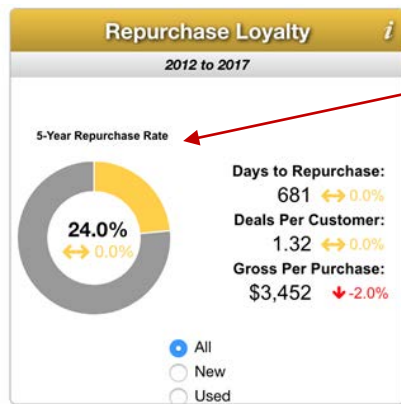 Repurchase Loyalty i
2012 to 2017
5-Year Repurchase Rate
24.0%
↔ 0.0%
Days to Repurchase:
681 ↔ 0.0%
Deals Per Customer:
1.32 ↔ 0.0%
Gross Per Purchase:
$3,452 ↓ -2.0%
All
New
Used